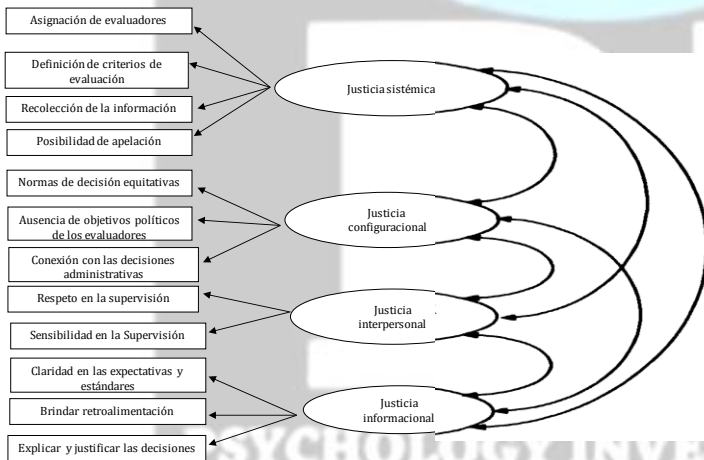 Asignación de evaluadores
Definición de criterios de
evaluación
Recolección de la información
Posibilidad de apelación
Justicia sistémica
Normas de decisión equitativas
Ausencia de objetivos políticos
de los evaluadores
Conexión con las decisiones
administrativas
Justicia
configuracional
Respeto en la supervisión
Sensibilidad en la Supervisión
Justicia
interpersonal
Claridad en las expectativas y
estándares
Brindar retroalimentación
Explicar y justificar las decisiones
Justicia
informacional
PSYCHOLOGY INVE